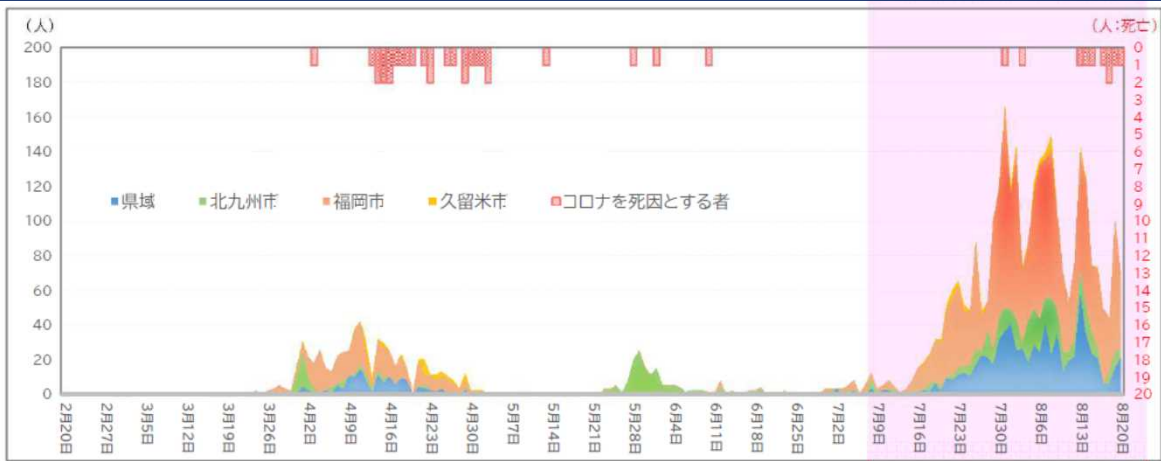 (人)
(人:死亡)
200
180
160
140
120
100
80
60
40
20
0
0
1
2
3
4
5
6
7
8
9
10
11
12
13
14
15
16
17
18
19
20
県域
北九州市
福岡市
久留米市
コロナを死因とする者
2月20日
2月27日
3月5日
3月12日
3月19日
3月26日
4月2日
4月9日
4月16日
4月23日
4月30日
5月7日
5月14日
5月21日
5月28日
6月4日
6月11日
6月18日
6月25日
7月2日
7月9日
7月16日
7月23日
7月30日
8月6日
8月13日
8月20日